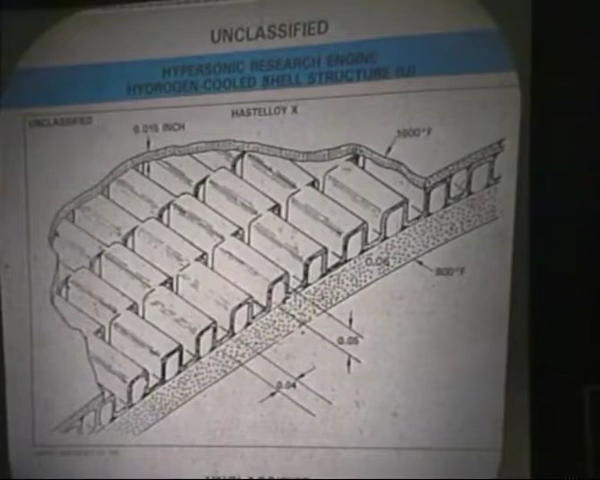 UNCLASSIFIED
HYPERSONIC RESEARCH ENGINE
HYDROGEN-COOLED SHELL STRUCTURE (U)
UNCLASSIFIED
HASTELLOY X
0.015 INCH
1600°F
0.06
800°F
0.05
0.04